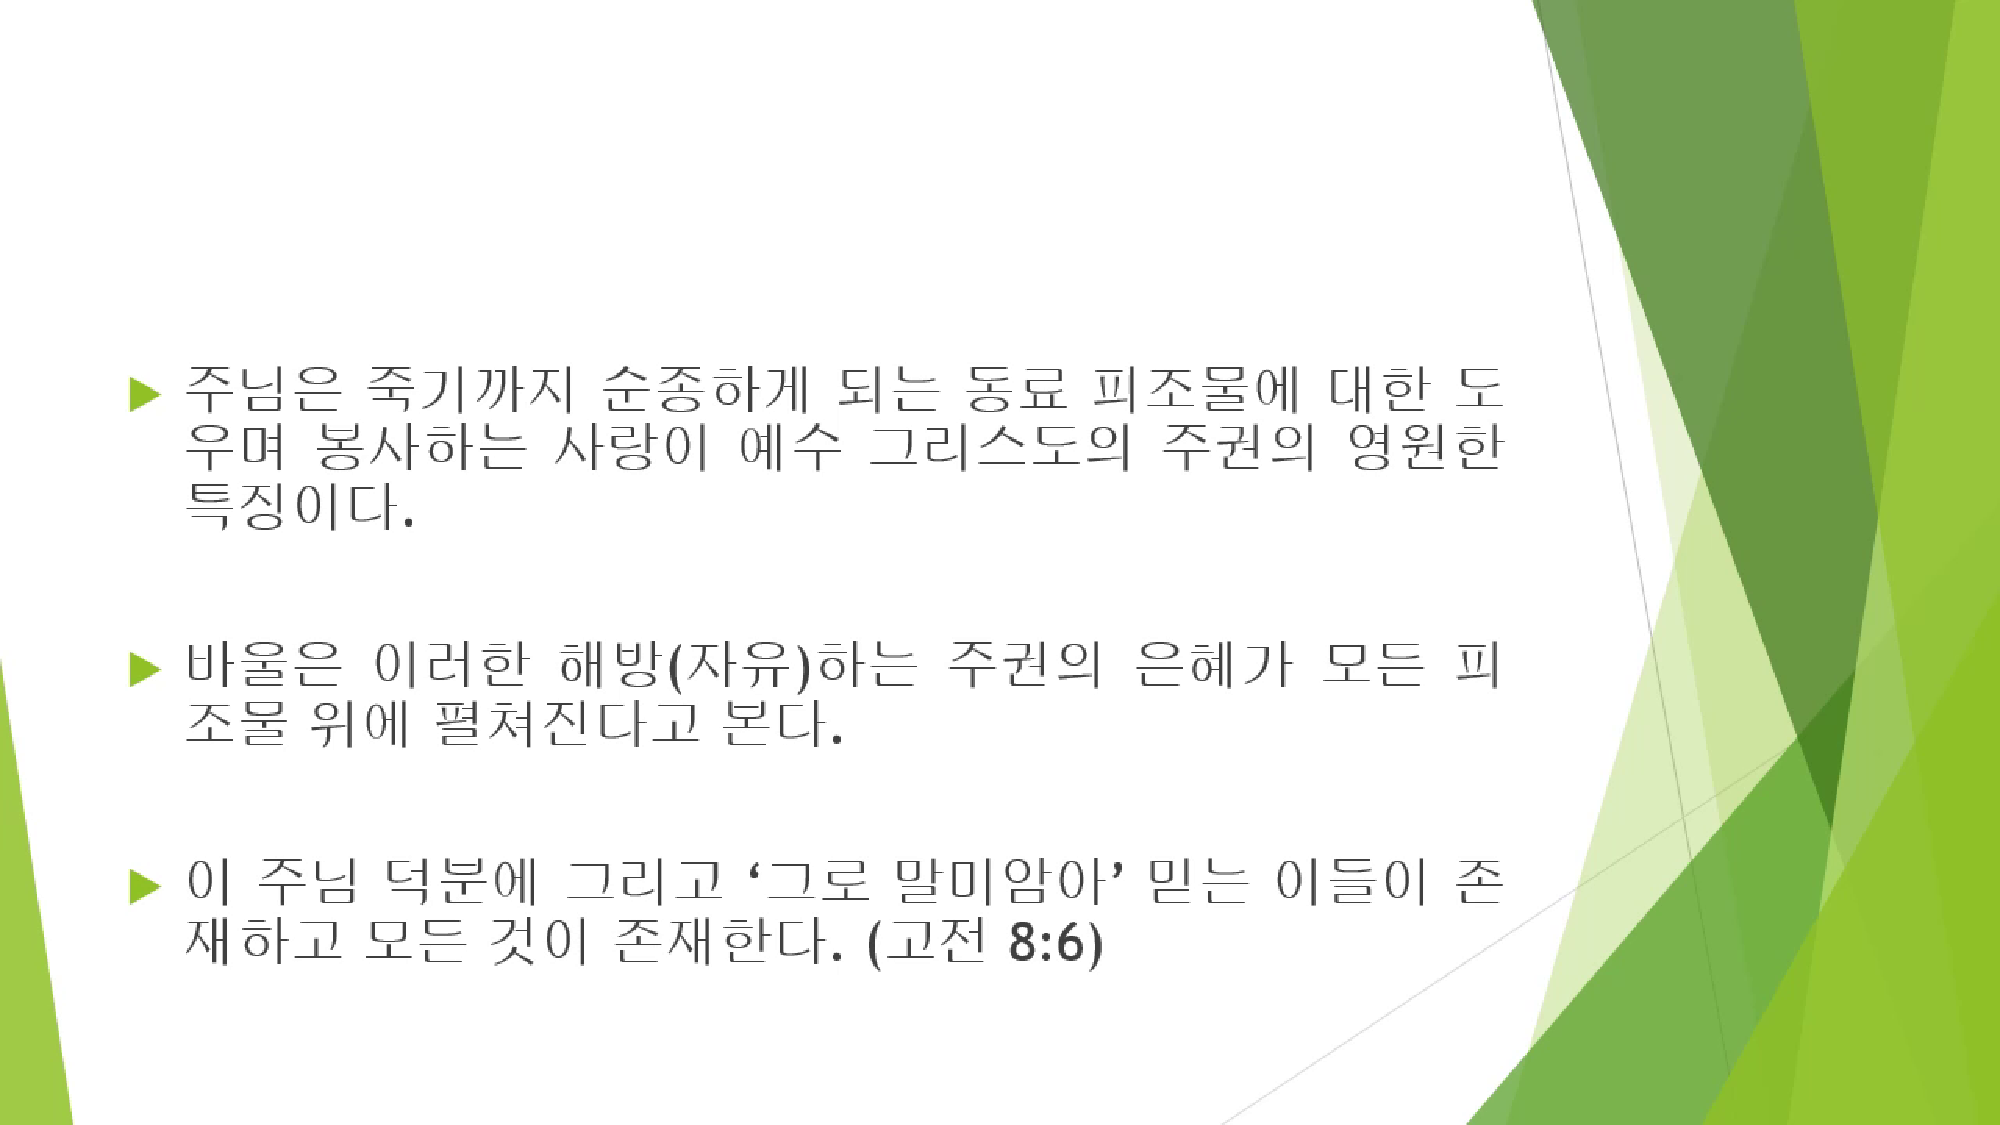 주님은 죽기까지 순종하게 되는 동료 피조물에 대한 도
우며 봉사하는 사랑이 예수 그리스도의 주권의 영원한
특징이다.
바울은 이러한 해방(자유)하는 주권의 은혜가 모든 피
조물 위에 펼쳐진다고 본다.
이 주님 덕분에 그리고 ‘그로 말미암아’ 믿는 이들이 존
재하고 모든 것이 존재한다. (고전 8:6)